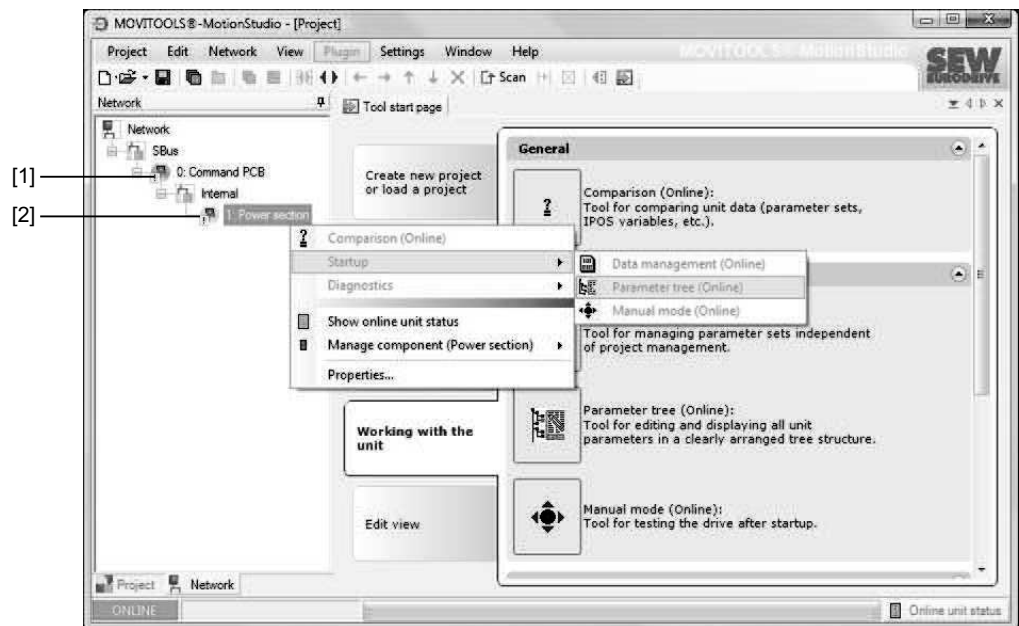 MOVITOOLS®-MotionStudio - [Project]
Project Edit Network View Plugin Settings Window Help
MOVITOOLS® MotionStudio
SEW
EURODRIVE
Scan
Network
Tool start page
Network
SBus
[1]
0: Command PCB
Internal
[2]
1: Power section
Create new project
or load a project
General
Comparison (Online):
Tool for comparing unit data (parameter sets,
IPOS variables, etc.).
Comparison (Online)
Startup
Diagnostics
Show online unit status
Manage component (Power section)
Properties...
Data management (Online)
Parameter tree (Online)
Manual mode (Online)
Tool for managing parameter sets independent
of project management.
Working with the
unit
Parameter tree (Online):
Tool for editing and displaying all unit
parameters in a clearly arranged tree structure.
Edit view
Manual mode (Online):
Tool for testing the drive after startup.
Project Network
ONLINE
Online unit status